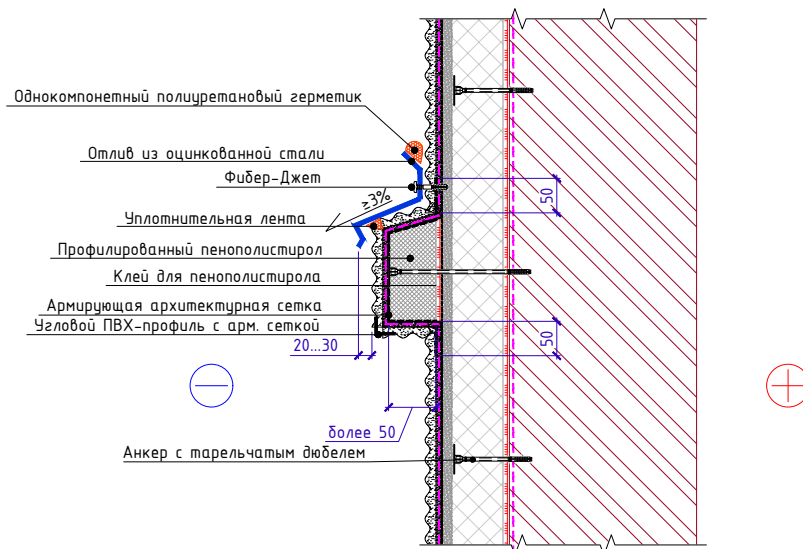 Однокомпонетный полиуретановый герметик
Отлив из оцинкованной стали
Фибер-Джет
≥3%
50
Уплотнительная лента
Профилированный пенополистирол
Клей для пенополистирола
Армирующая архитектурная сетка
Угловой ПВХ-профиль с арм. сеткой
20...30
50
более 50
Анкер с тарельчатым дюбелем